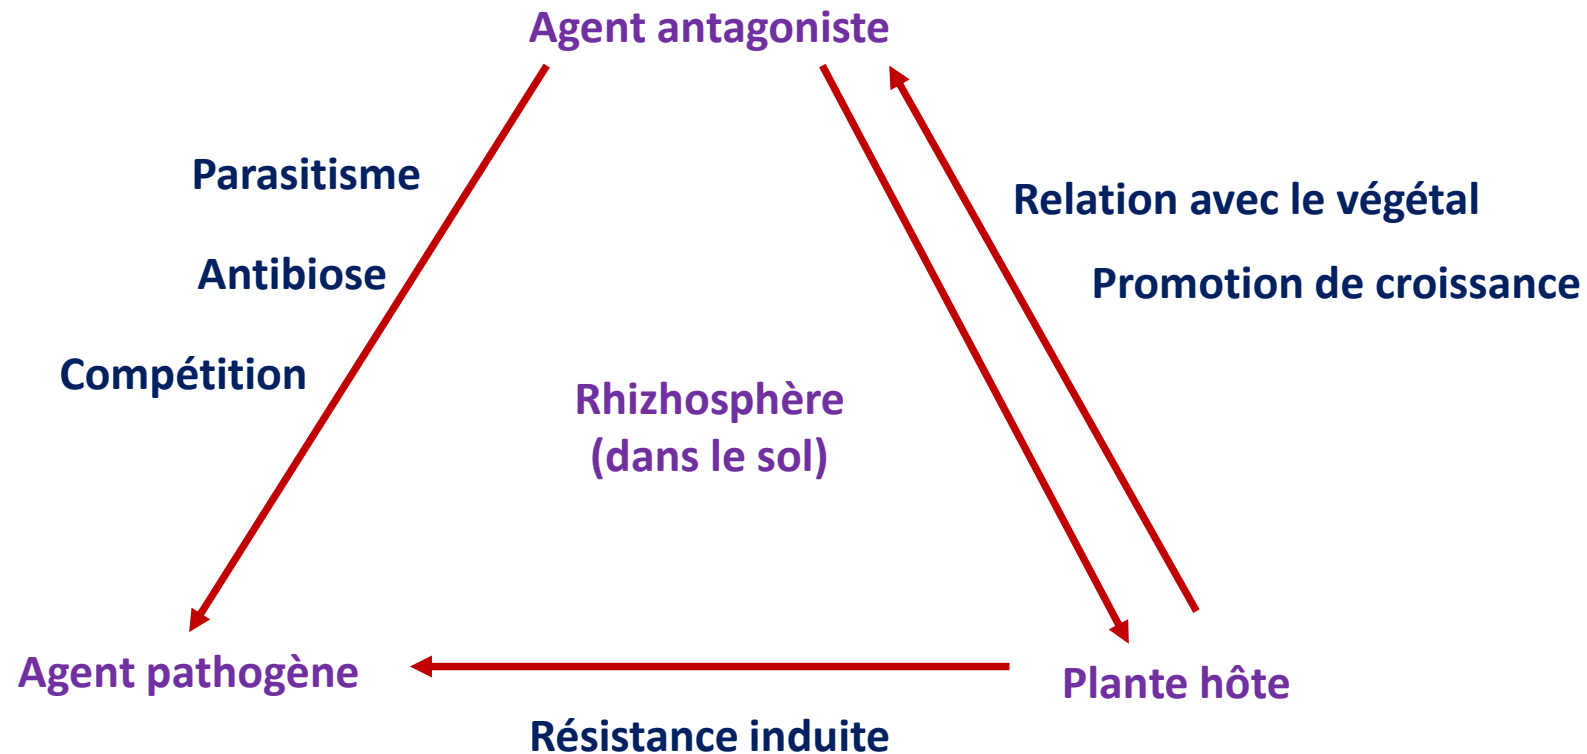 Agent antagoniste
Parasitisme
Relation avec le végétal
Antibiose
Promotion de croissance
Compétition
Rhizhosphère
(dans le sol)
Agent pathogène
Plante hôte
Résistance induite